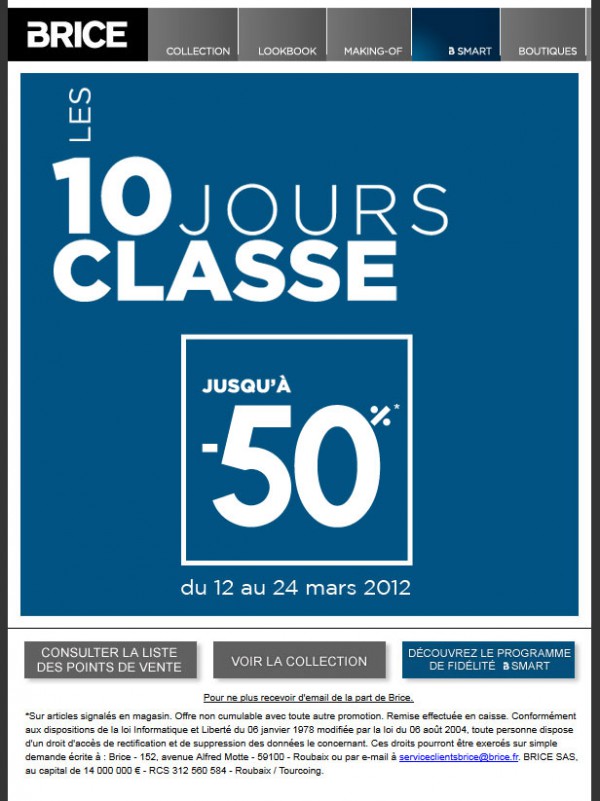 BRICE
COLLECTION
LOOKBOOK
MAKING-OF
B SMART
BOUTIQUES
LES
10 JOURS
CLASSE
JUSQU'À
-50%*
du 12 au 24 mars 2012
CONSULTER LA LISTE
DES POINTS DE VENTE
VOIR LA COLLECTION
DÉCOUVREZ LE PROGRAMME
DE FIDÉLITÉ B SMART
Pour ne plus recevoir d'email de la part de Brice.
*Sur articles signalés en magasin. Offre non cumulable avec toute autre promotion. Remise effectuée en caisse. Conformément
aux dispositions de la loi Informatique et Liberté du 06 janvier 1978 modifiée par la loi du 06 août 2004, toute personne dispose
d'un droit d'accès de rectification et de suppression des données le concernant. Ces droits pourront être exercés sur simple
demande écrite à : Brice - 152, avenue Alfred Motte - 59100 - Roubaix ou par e-mail à serviceclientsbrice@brice.fr. BRICE SAS,
au capital de 14 000 000 € - RCS 312 560 584 - Roubaix / Tourcoing.